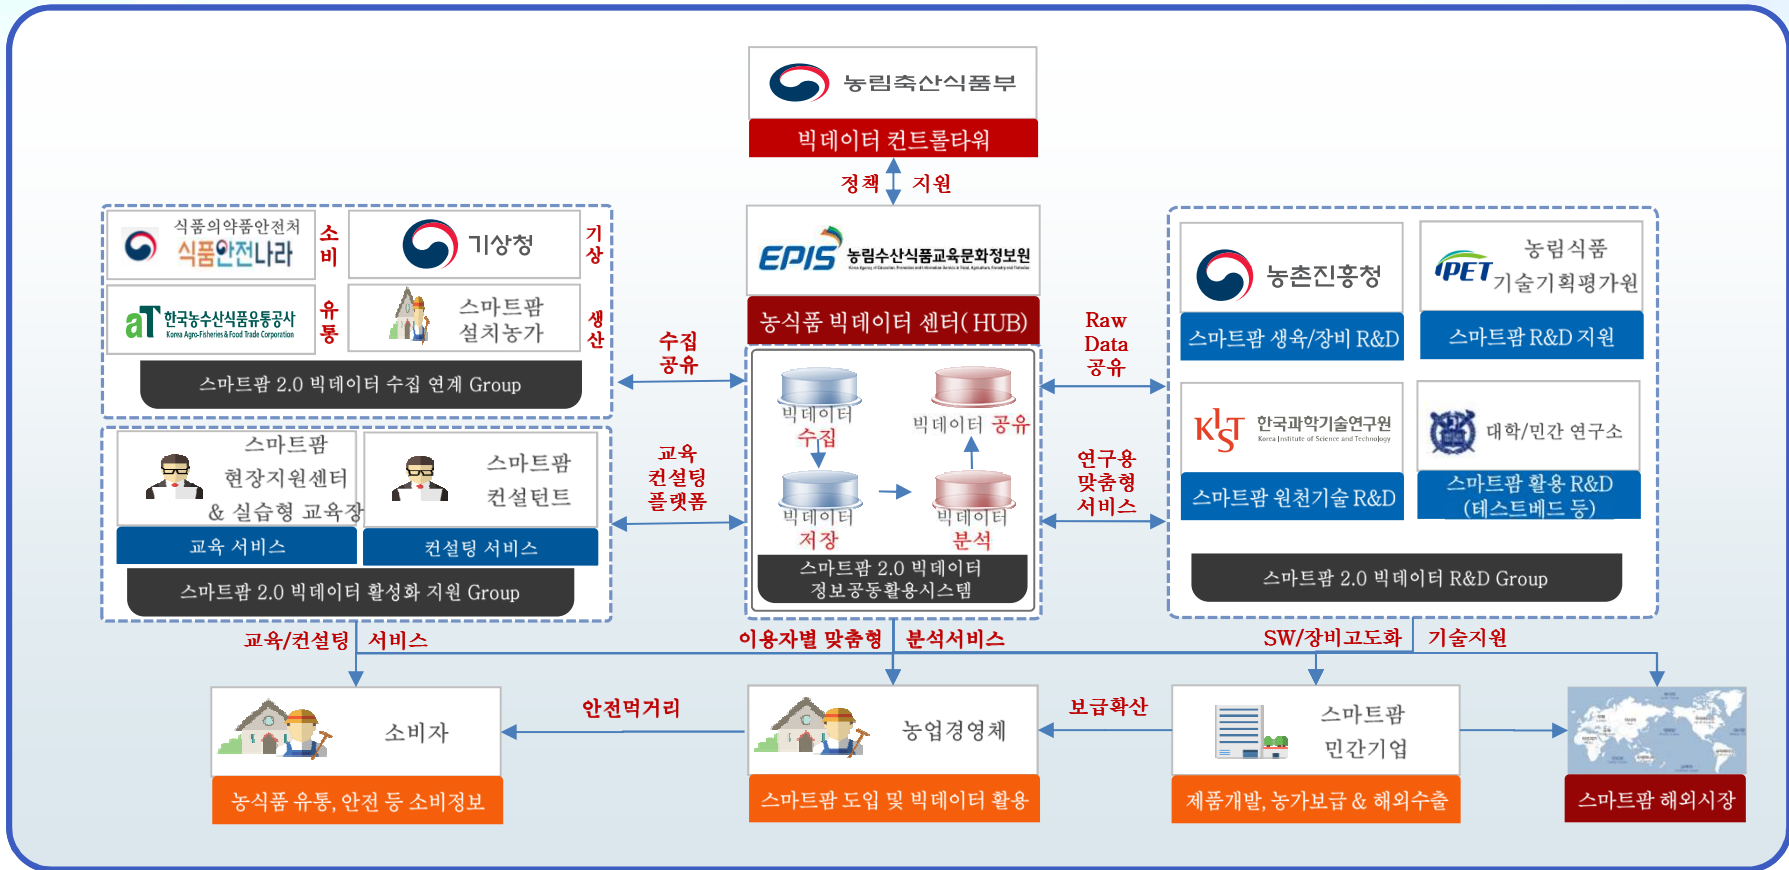 농림축산식품부
빅데이터 컨트롤타워
정책 지원
식품의약품안전처
식품안전나라
소비
기상청
기상
aT 한국농수산식품유통공사
Korea Agro-Fisheries & Food Trade Corporation
유통
스마트팜
설치농가
생산
스마트팜 2.0 빅데이터 수집 연계 Group
수집
공유
EPIS 농림수산식품교육문화정보원
농식품 빅데이터 센터( HUB)
Raw
Data
공유
농촌진흥청
스마트팜 생육/장비 R&D
iPET
농림식품
기술기획평가원
스마트팜 R&D 지원
KIST 한국과학기술연구원
Korea Institute of Science and Technology
스마트팜 원천기술 R&D
대학/민간 연구소
스마트팜 활용 R&D
(테스트베드 등)
스마트팜 2.0 빅데이터 R&D Group
빅데이터
수집
빅데이터 공유
빅데이터
저장
빅데이터
분석
스마트팜 2.0 빅데이터
정보공동활용시스템
스마트팜
현장지원센터
& 실습형 교육장
교육 서비스
스마트팜
컨설턴트
컨설팅 서비스
스마트팜 2.0 빅데이터 활성화 지원 Group
교육
컨설팅
플랫폼
연구용
맞춤형
서비스
교육/컨설팅 서비스
이용자별 맞춤형 분석서비스
SW/장비고도화 기술지원
소비자
농식품 유통, 안전 등 소비정보
안전먹거리
농업경영체
스마트팜 도입 및 빅데이터 활용
보급확산
스마트팜
민간기업
제품개발, 농가보급 & 해외수출
스마트팜 해외시장